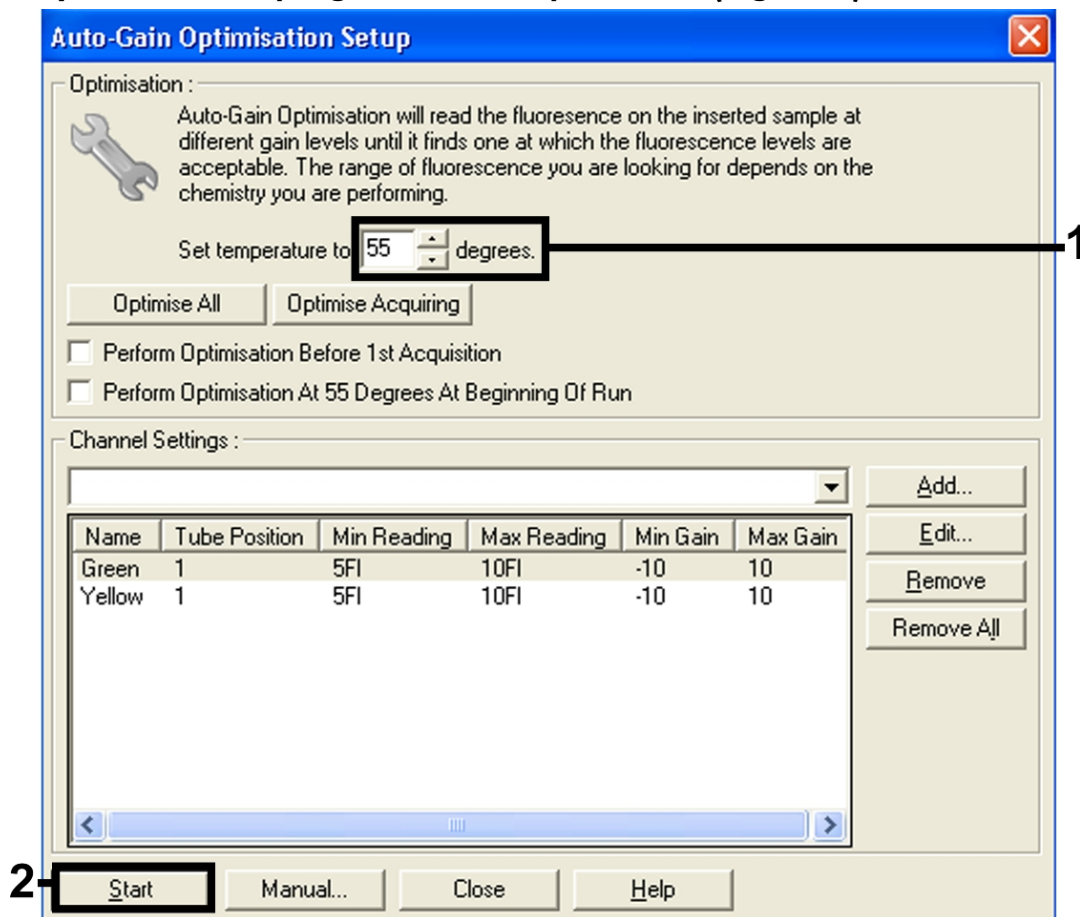 Auto-Gain Optimisation Setup
Optimisation :
Auto-Gain Optimisation will read the fluoresence on the inserted sample at
different gain levels until it finds one at which the fluorescence levels are
acceptable. The range of fluorescence you are looking for depends on the
chemistry you are performing.
Set temperature to 55 degrees. 1
Optimise All Optimise Acquiring
Perform Optimisation Before 1st Acquisition
Perform Optimisation At 55 Degrees At Beginning Of Run
Channel Settings :
Add...
Name Tube Position Min Reading Max Reading Min Gain Max Gain Edit...
Green 1 5Fl 10Fl -10 10
Remove
Yellow 1 5Fl 10Fl -10 10
Remove All
2 Start Manual... Close Help